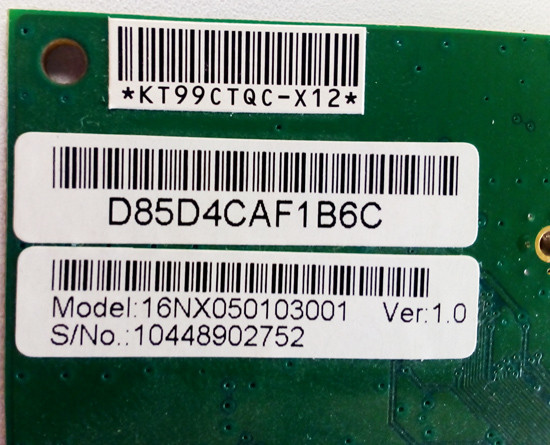 *KT99CTQC-X12*
D85D4CAF1B6C
Model:16NX050103001 Ver:1.0
S/No.:10448902752